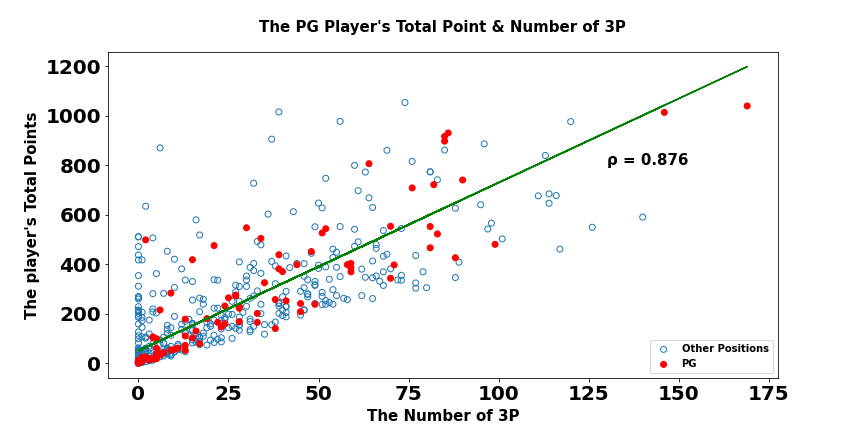 The PG Player's Total Point & Number of 3P
1200
1000
800
600
400
200
0
The player's Total Points
ρ = 0.876
Other Positions
PG
0 25 50 75 100 125 150 175
The Number of 3P